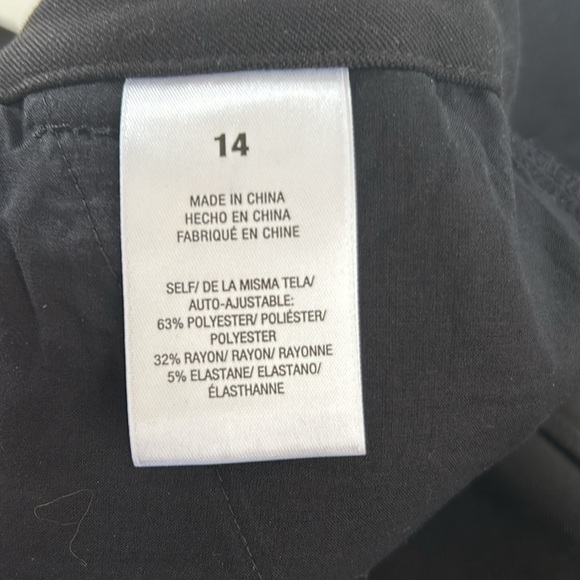 14
MADE IN CHINA
HECHO EN CHINA
FABRIQUÉ EN CHINE
SELF/ DE LA MISMA TELA/
AUTO-AJUSTABLE:
63% POLYESTER/ POLIÉSTER/
POLYESTER
32% RAYON/ RAYON/ RAYONNE
5% ELASTANE/ ELASTANO/
ÉLASTHANNE